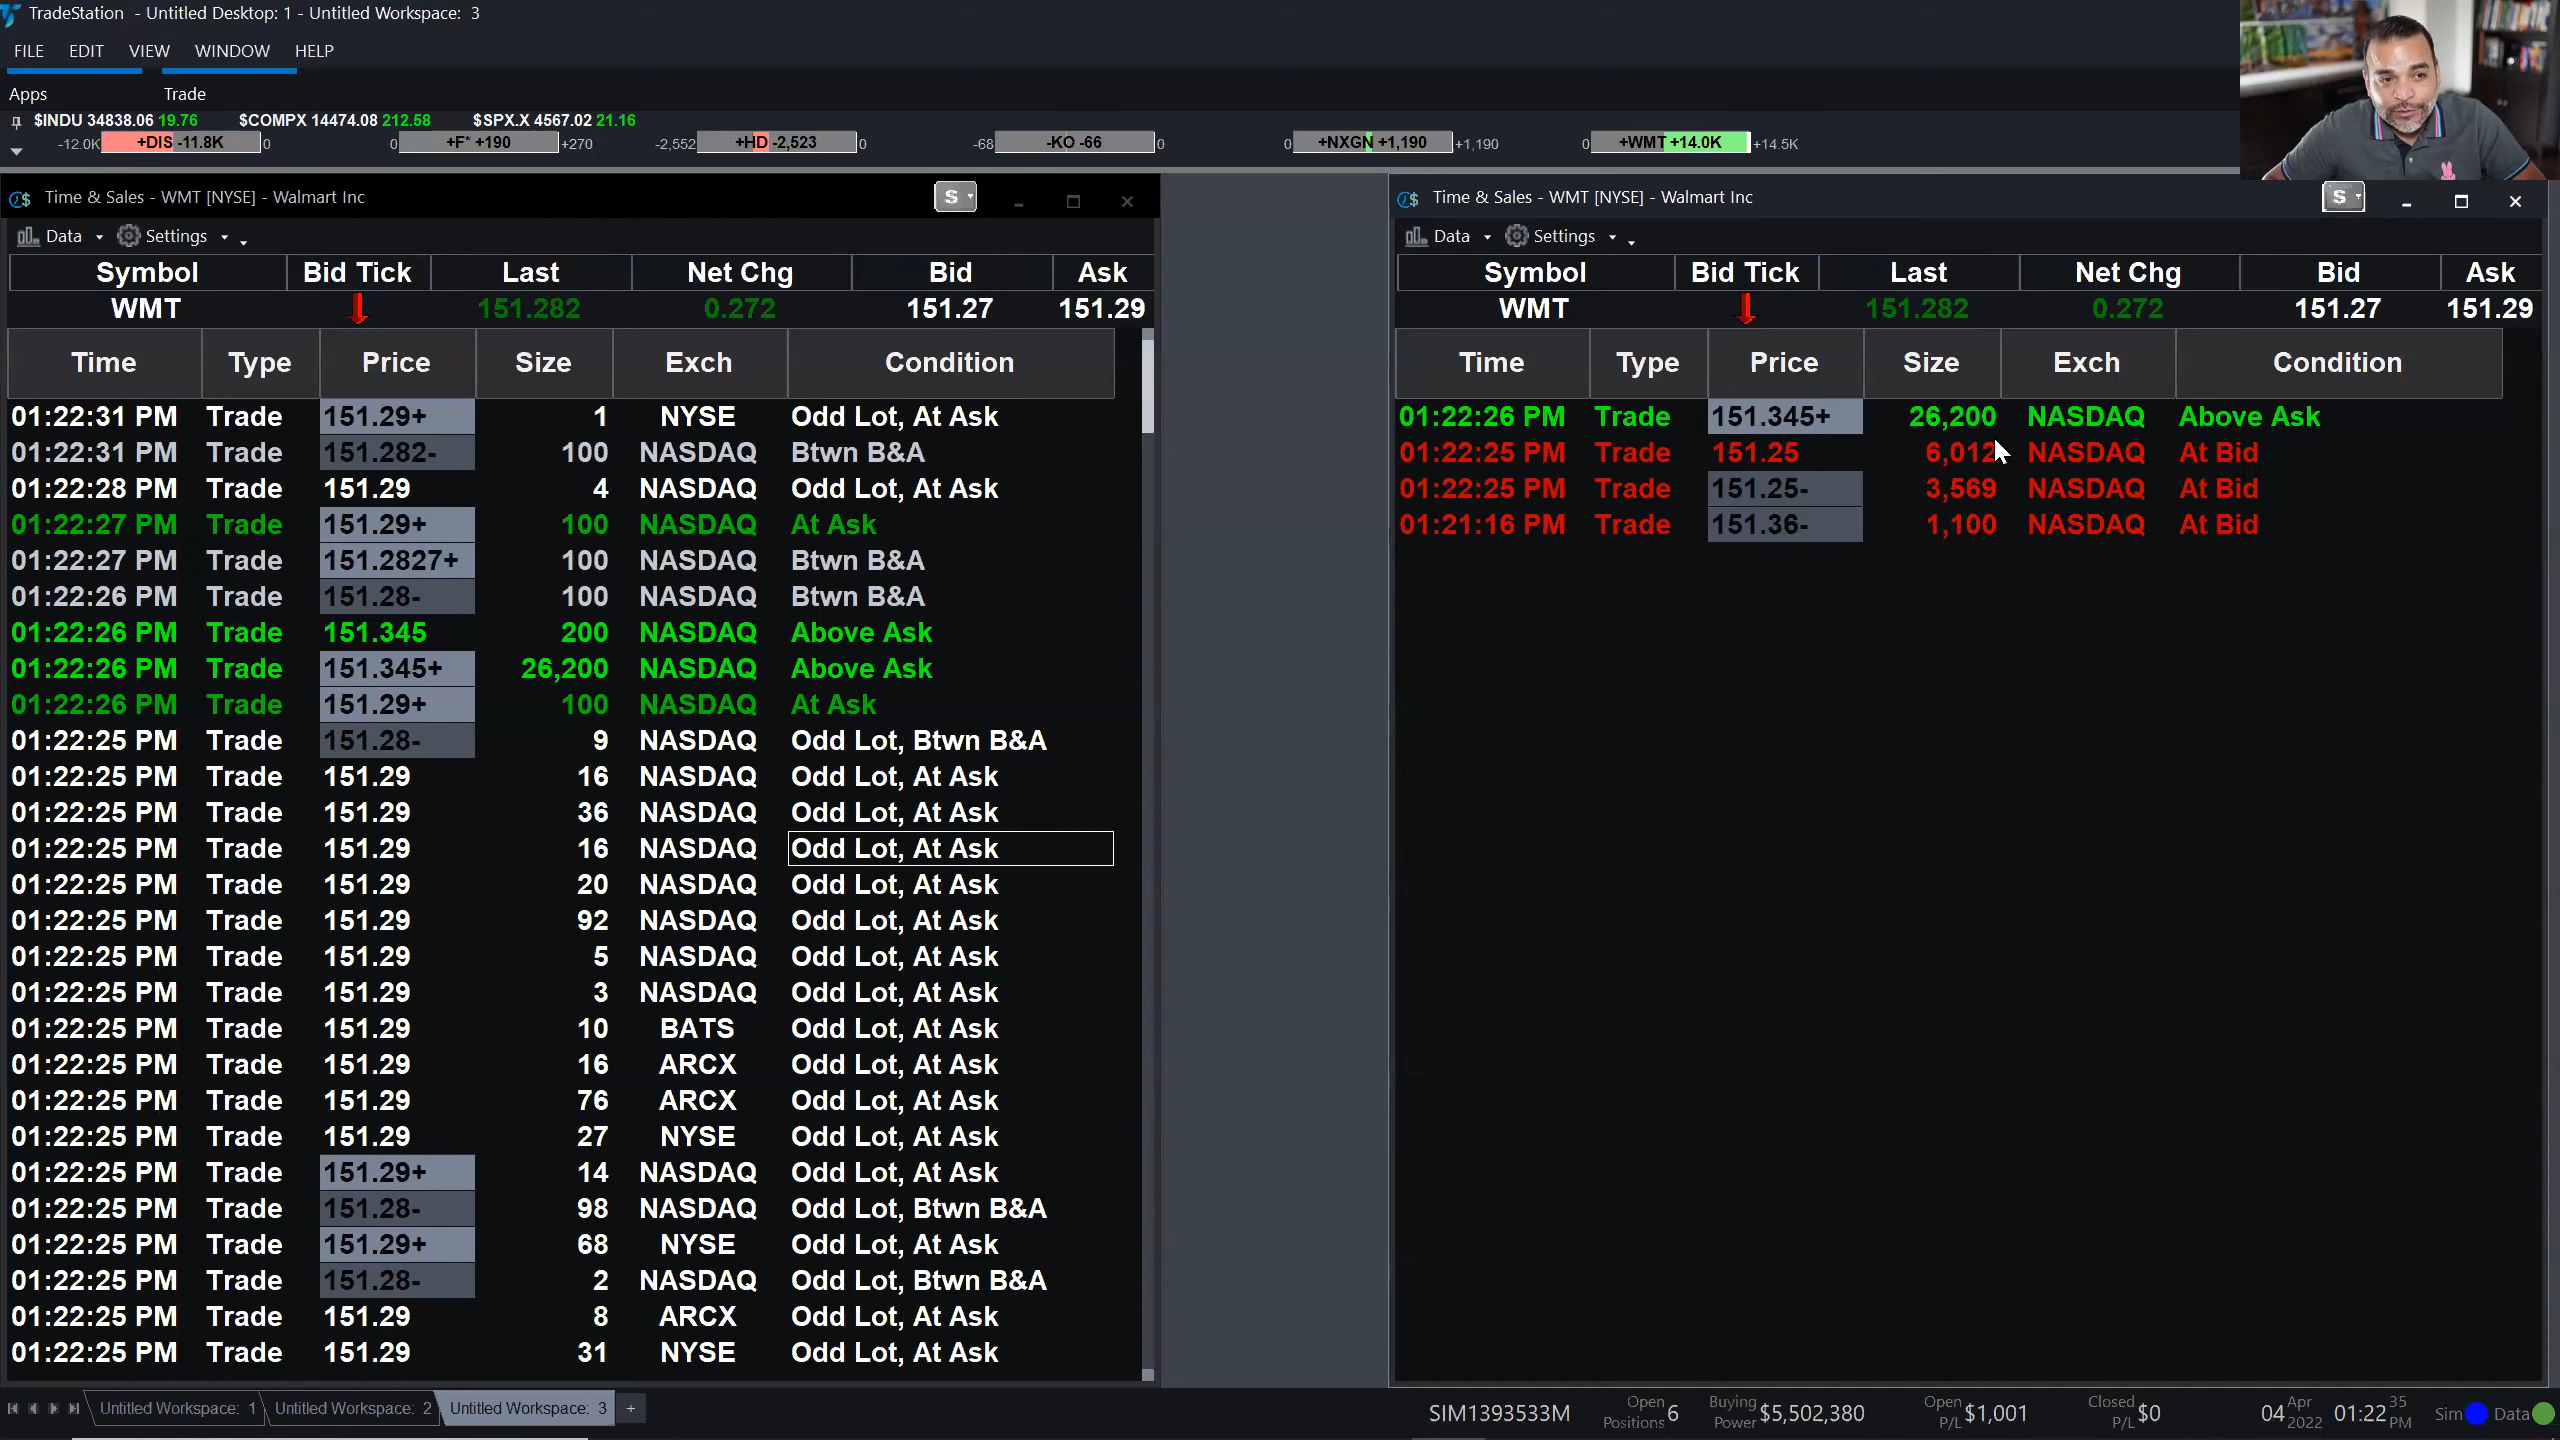 TradeStation - Untitled Desktop: 1 - Untitled Workspace: 3
FILE EDIT VIEW WINDOW HELP
Apps Trade
$INDU 34838.06 19.76 $COMPX 14474.08 212.58 $SPX.X 4567.02 21.16
-12.0K +DIS -11.8K 0 0 +F* +190 +270 -2,552 +HD -2,523 0 -68 -KO -66 0 0 +NXGN +1,190 +1,190 0 +WMT +14.0K +14.5K
Time & Sales - WMT [NYSE] - Walmart Inc S
Data Settings
Symbol Bid Tick Last Net Chg Bid Ask
WMT 151.282 0.272 151.27 151.29
Time Type Price Size Exch Condition
01:22:31 PM Trade 151.29+ 1 NYSE Odd Lot, At Ask
01:22:31 PM Trade 151.282- 100 NASDAQ Btwn B&A
01:22:28 PM Trade 151.29 4 NASDAQ Odd Lot, At Ask
01:22:27 PM Trade 151.29+ 100 NASDAQ At Ask
01:22:27 PM Trade 151.2827+ 100 NASDAQ Btwn B&A
01:22:26 PM Trade 151.28- 100 NASDAQ Btwn B&A
01:22:26 PM Trade 151.345 200 NASDAQ Above Ask
01:22:26 PM Trade 151.345+ 26,200 NASDAQ Above Ask
01:22:26 PM Trade 151.29+ 100 NASDAQ At Ask
01:22:25 PM Trade 151.28- 9 NASDAQ Odd Lot, Btwn B&A
01:22:25 PM Trade 151.29 16 NASDAQ Odd Lot, At Ask
01:22:25 PM Trade 151.29 36 NASDAQ Odd Lot, At Ask
01:22:25 PM Trade 151.29 16 NASDAQ Odd Lot, At Ask
01:22:25 PM Trade 151.29 20 NASDAQ Odd Lot, At Ask
01:22:25 PM Trade 151.29 92 NASDAQ Odd Lot, At Ask
01:22:25 PM Trade 151.29 5 NASDAQ Odd Lot, At Ask
01:22:25 PM Trade 151.29 3 NASDAQ Odd Lot, At Ask
01:22:25 PM Trade 151.29 10 BATS Odd Lot, At Ask
01:22:25 PM Trade 151.29 16 ARCX Odd Lot, At Ask
01:22:25 PM Trade 151.29 76 ARCX Odd Lot, At Ask
01:22:25 PM Trade 151.29 27 NYSE Odd Lot, At Ask
01:22:25 PM Trade 151.29+ 14 NASDAQ Odd Lot, At Ask
01:22:25 PM Trade 151.28- 98 NASDAQ Odd Lot, Btwn B&A
01:22:25 PM Trade 151.29+ 68 NYSE Odd Lot, At Ask
01:22:25 PM Trade 151.28- 2 NASDAQ Odd Lot, Btwn B&A
01:22:25 PM Trade 151.29 8 ARCX Odd Lot, At Ask
01:22:25 PM Trade 151.29 31 NYSE Odd Lot, At Ask
Time & Sales - WMT [NYSE] - Walmart Inc S
Data Settings
Symbol Bid Tick Last Net Chg Bid Ask
WMT 151.282 0.272 151.27 151.29
Time Type Price Size Exch Condition
01:22:26 PM Trade 151.345+ 26,200 NASDAQ Above Ask
01:22:25 PM Trade 151.25 6,012 NASDAQ At Bid
01:22:25 PM Trade 151.25- 3,569 NASDAQ At Bid
01:21:16 PM Trade 151.36- 1,100 NASDAQ At Bid
Untitled Workspace: 1 Untitled Workspace: 2 Untitled Workspace: 3 +
SIM1393533M Open Positions 6 Buying Power $5,502,380 Open P/L $1,001 Closed P/L $0 04 Apr 2022 01:22 35 PM Sim Data